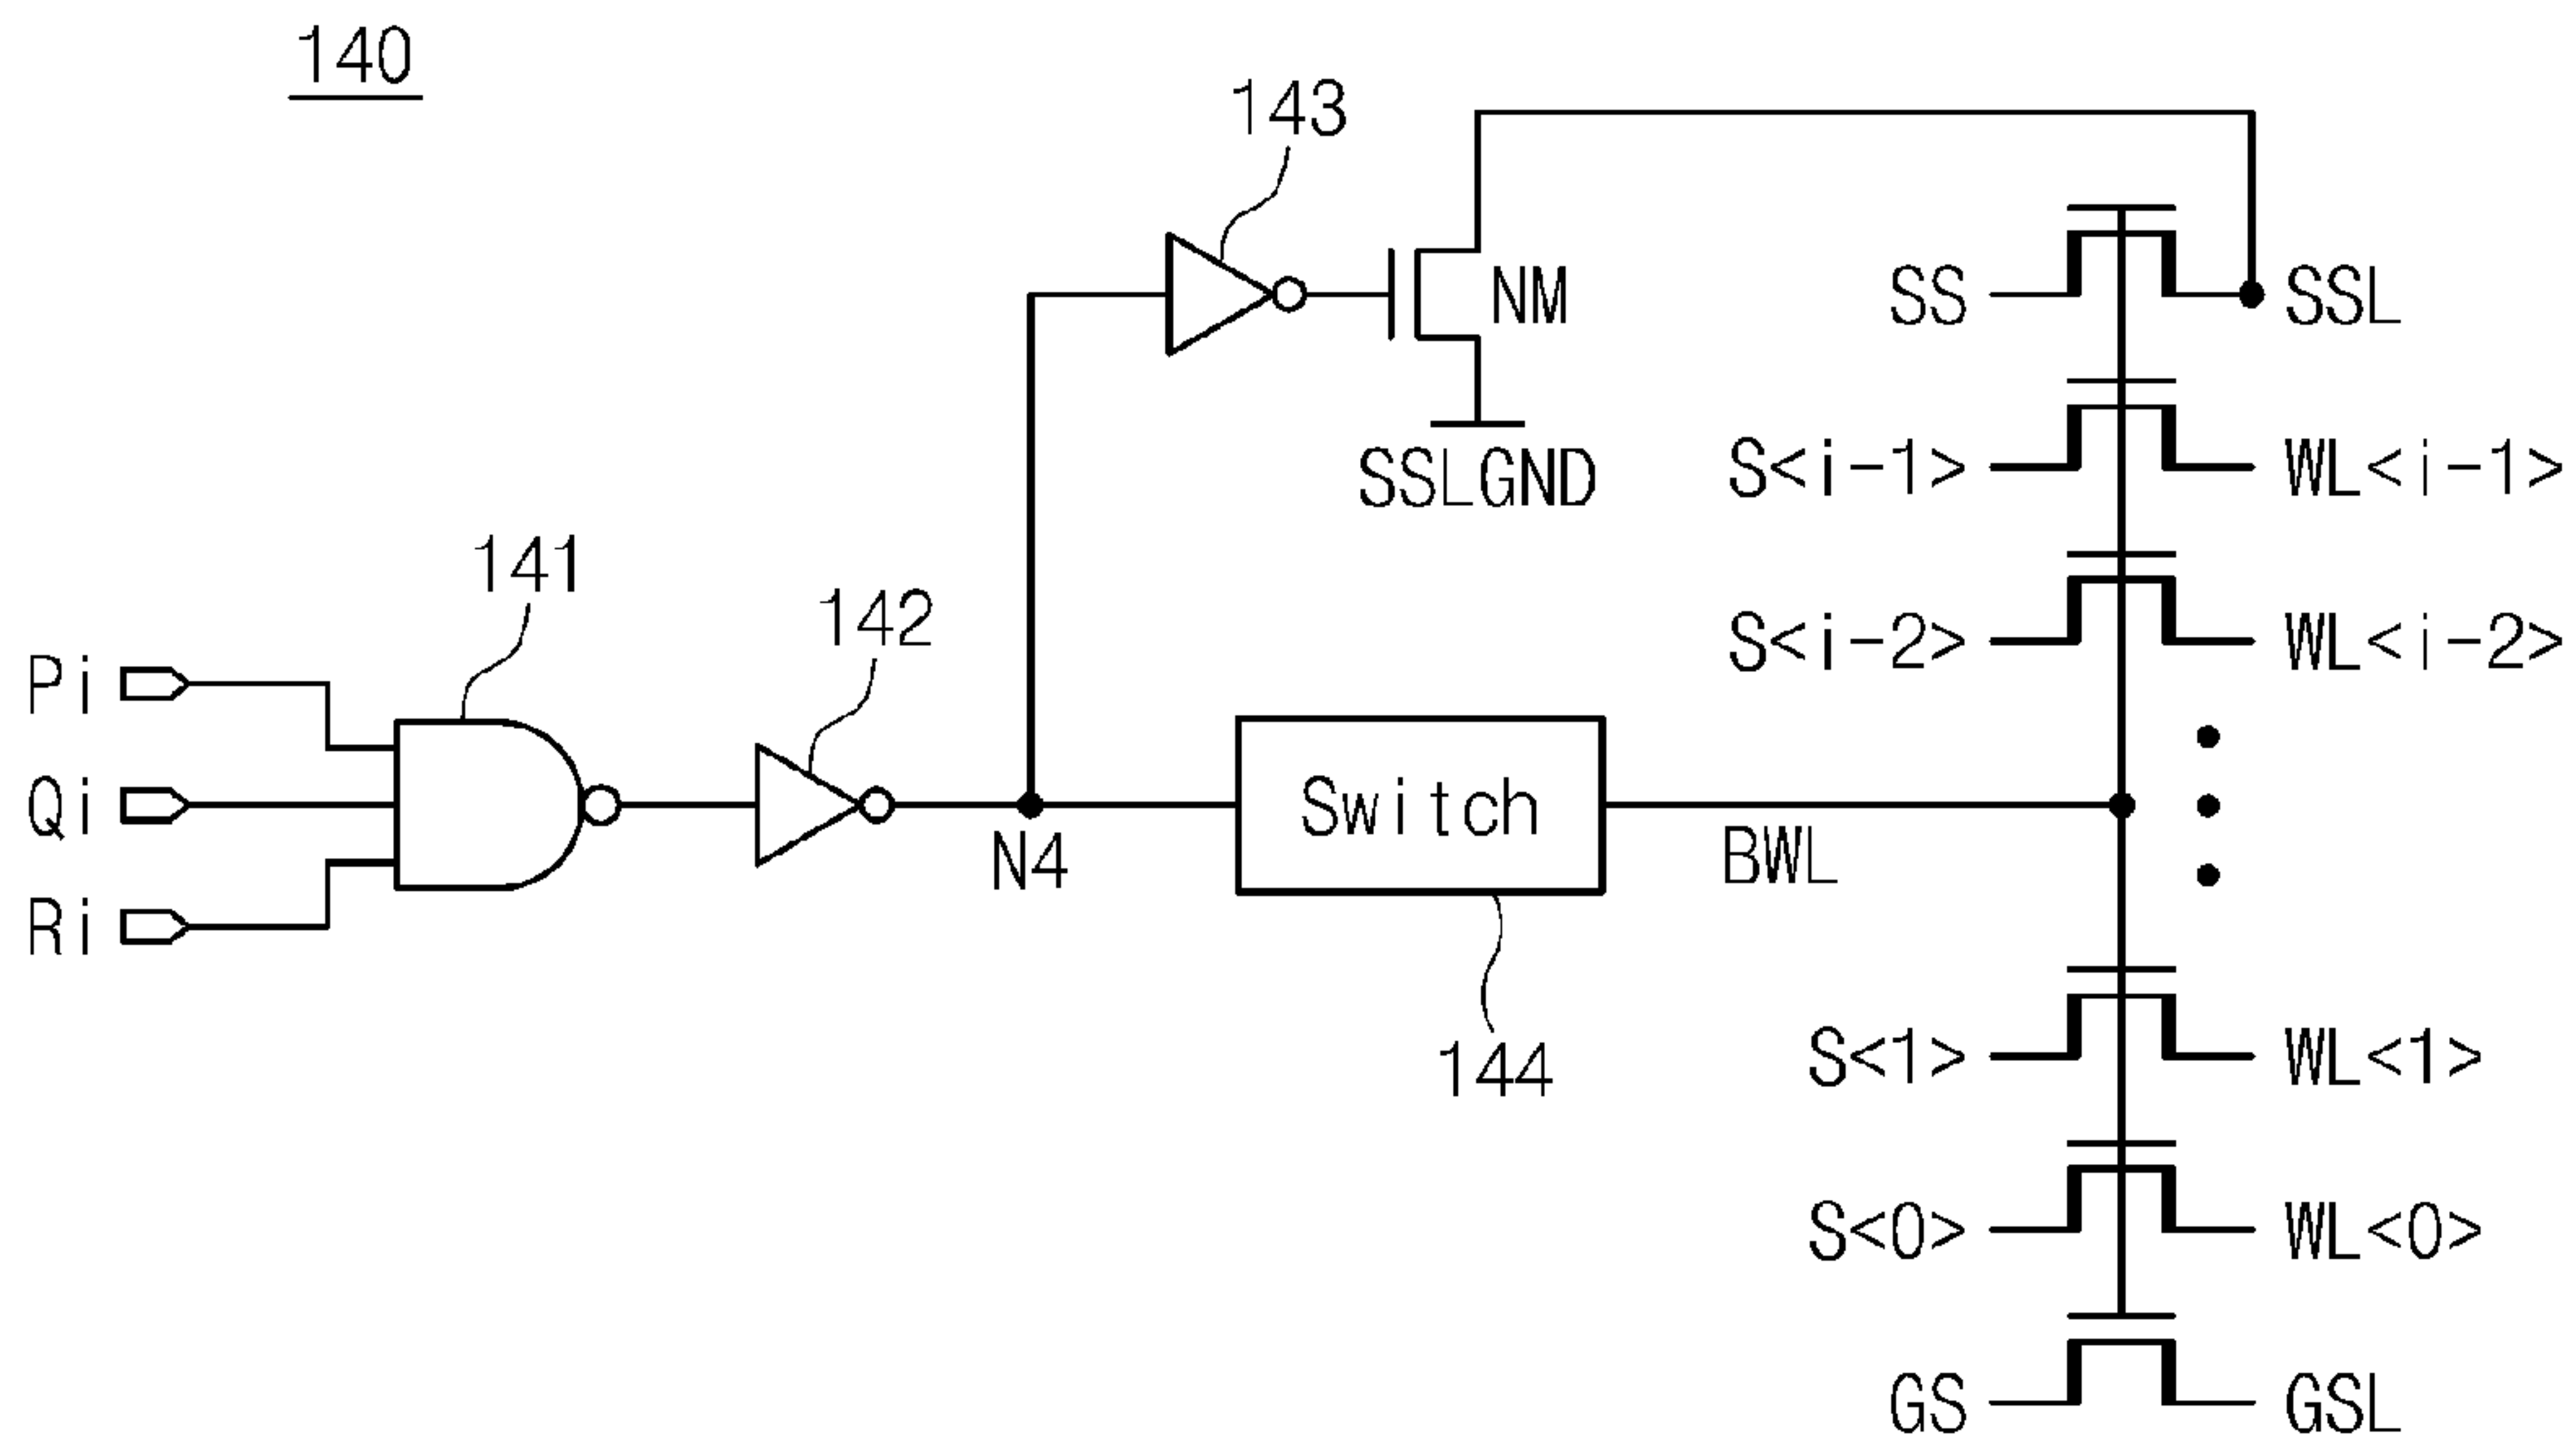 140
143
NM
SS
SSL
SSLGND
S<i-1>
WL<i-1>
141
142
S<i-2>
WL<i-2>
Pi
Qi
Ri
N4
Switch
BWL
144
S<1>
WL<1>
S<0>
WL<0>
GS
GSL